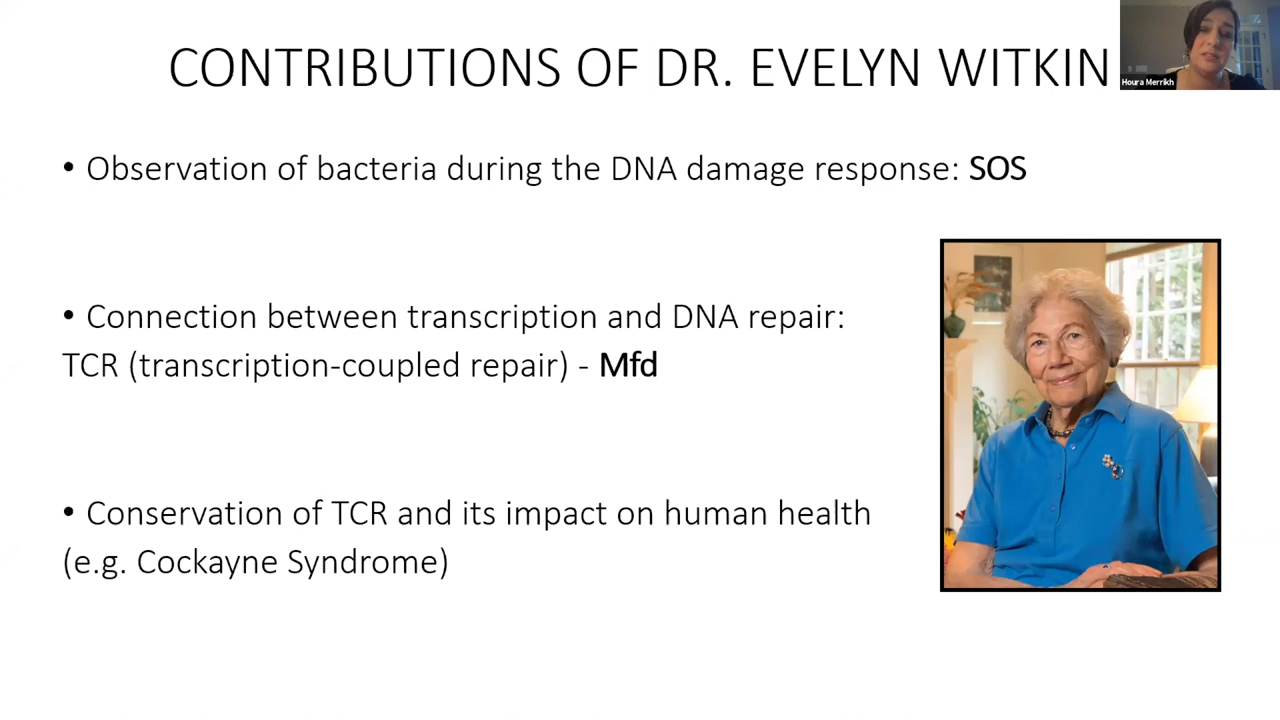 CONTRIBUTIONS OF DR. EVELYN WITKIN
Houra Merrikh
• Observation of bacteria during the DNA damage response: SOS
• Connection between transcription and DNA repair:
TCR (transcription-coupled repair) - Mfd
• Conservation of TCR and its impact on human health
(e.g. Cockayne Syndrome)